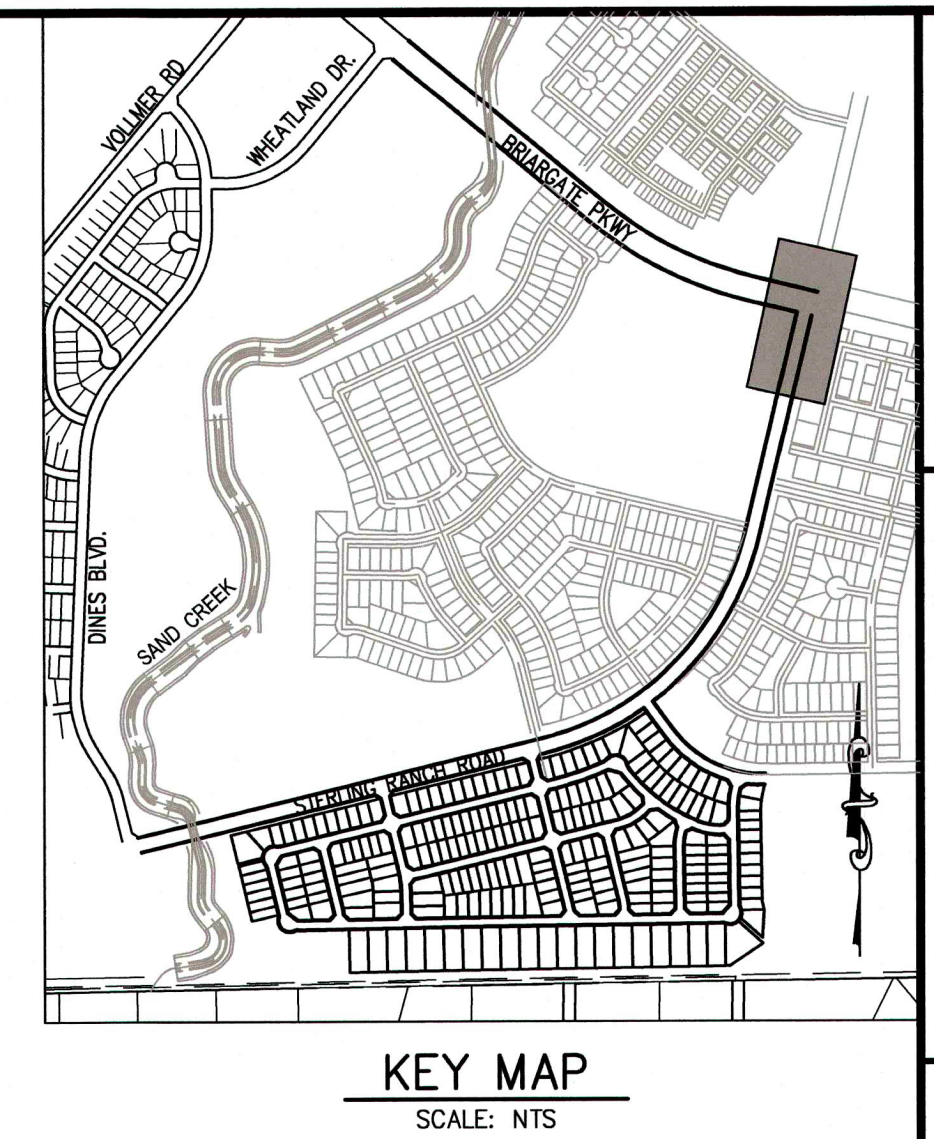 VOLLMER RD
WHEATLAND DR.
BRIARGATE PKWY
DINES BLVD.
SAND CREEK
STERLING RANCH ROAD
KEY MAP
SCALE: NTS